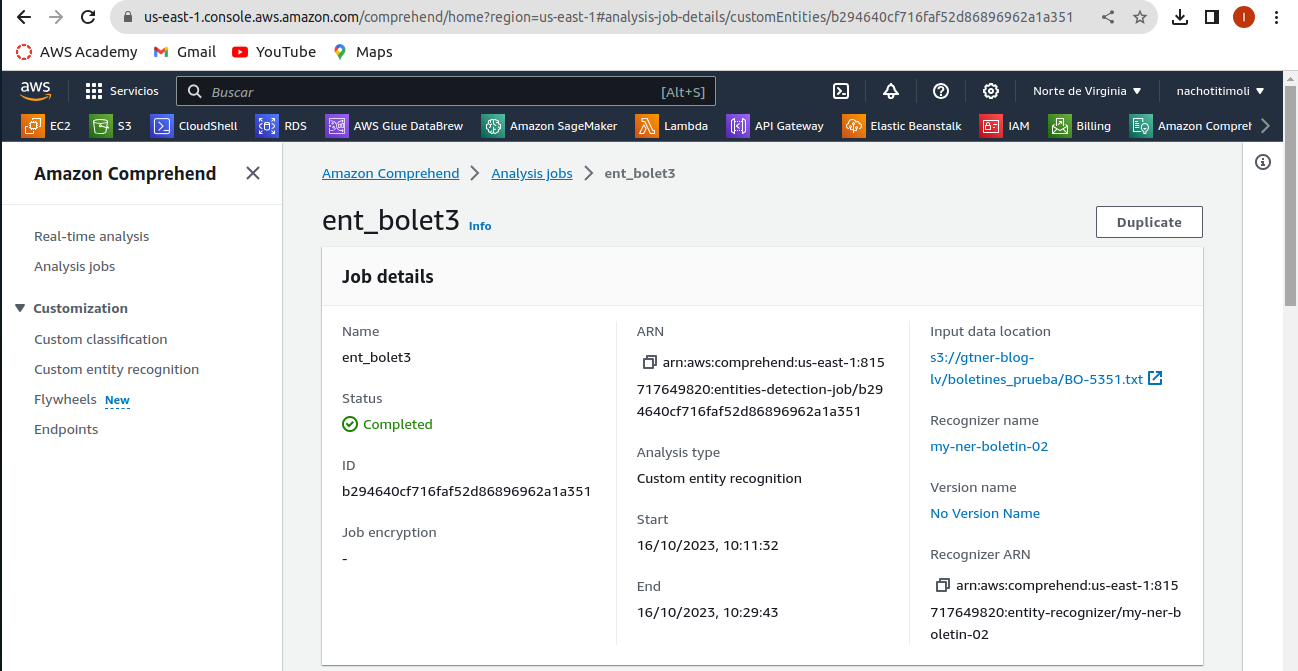 us-east-1.console.aws.amazon.com/comprehend/home?region=us-east-1#analysis-job-details/customEntities/b294640cf716faf52d86896962a1a351
I
AWS Academy
Gmail
YouTube
Maps
aws
Servicios
Buscar
[Alt+S]
Norte de Virginia
nachotitimoli
EC2
S3
CloudShell
RDS
AWS Glue DataBrew
Amazon SageMaker
Lambda
API Gateway
Elastic Beanstalk
IAM
Billing
Amazon Compreh
Amazon Comprehend
Real-time analysis
Analysis jobs
Customization
Custom classification
Custom entity recognition
Flywheels New
Endpoints
Amazon Comprehend
Analysis jobs
ent_bolet3
ent_bolet3 Info
Duplicate
Job details
Name
ent_bolet3
Status
Completed
ID
b294640cf716faf52d86896962a1a351
Job encryption
-
ARN
arn:aws:comprehend:us-east-1:815
717649820:entities-detection-job/b29
4640cf716faf52d86896962a1a351
Analysis type
Custom entity recognition
Start
16/10/2023, 10:11:32
End
16/10/2023, 10:29:43
Input data location
s3://gtner-blog-
lv/boletines_prueba/BO-5351.txt
Recognizer name
my-ner-boletin-02
Version name
No Version Name
Recognizer ARN
arn:aws:comprehend:us-east-1:815
717649820:entity-recognizer/my-ner-b
oletin-02